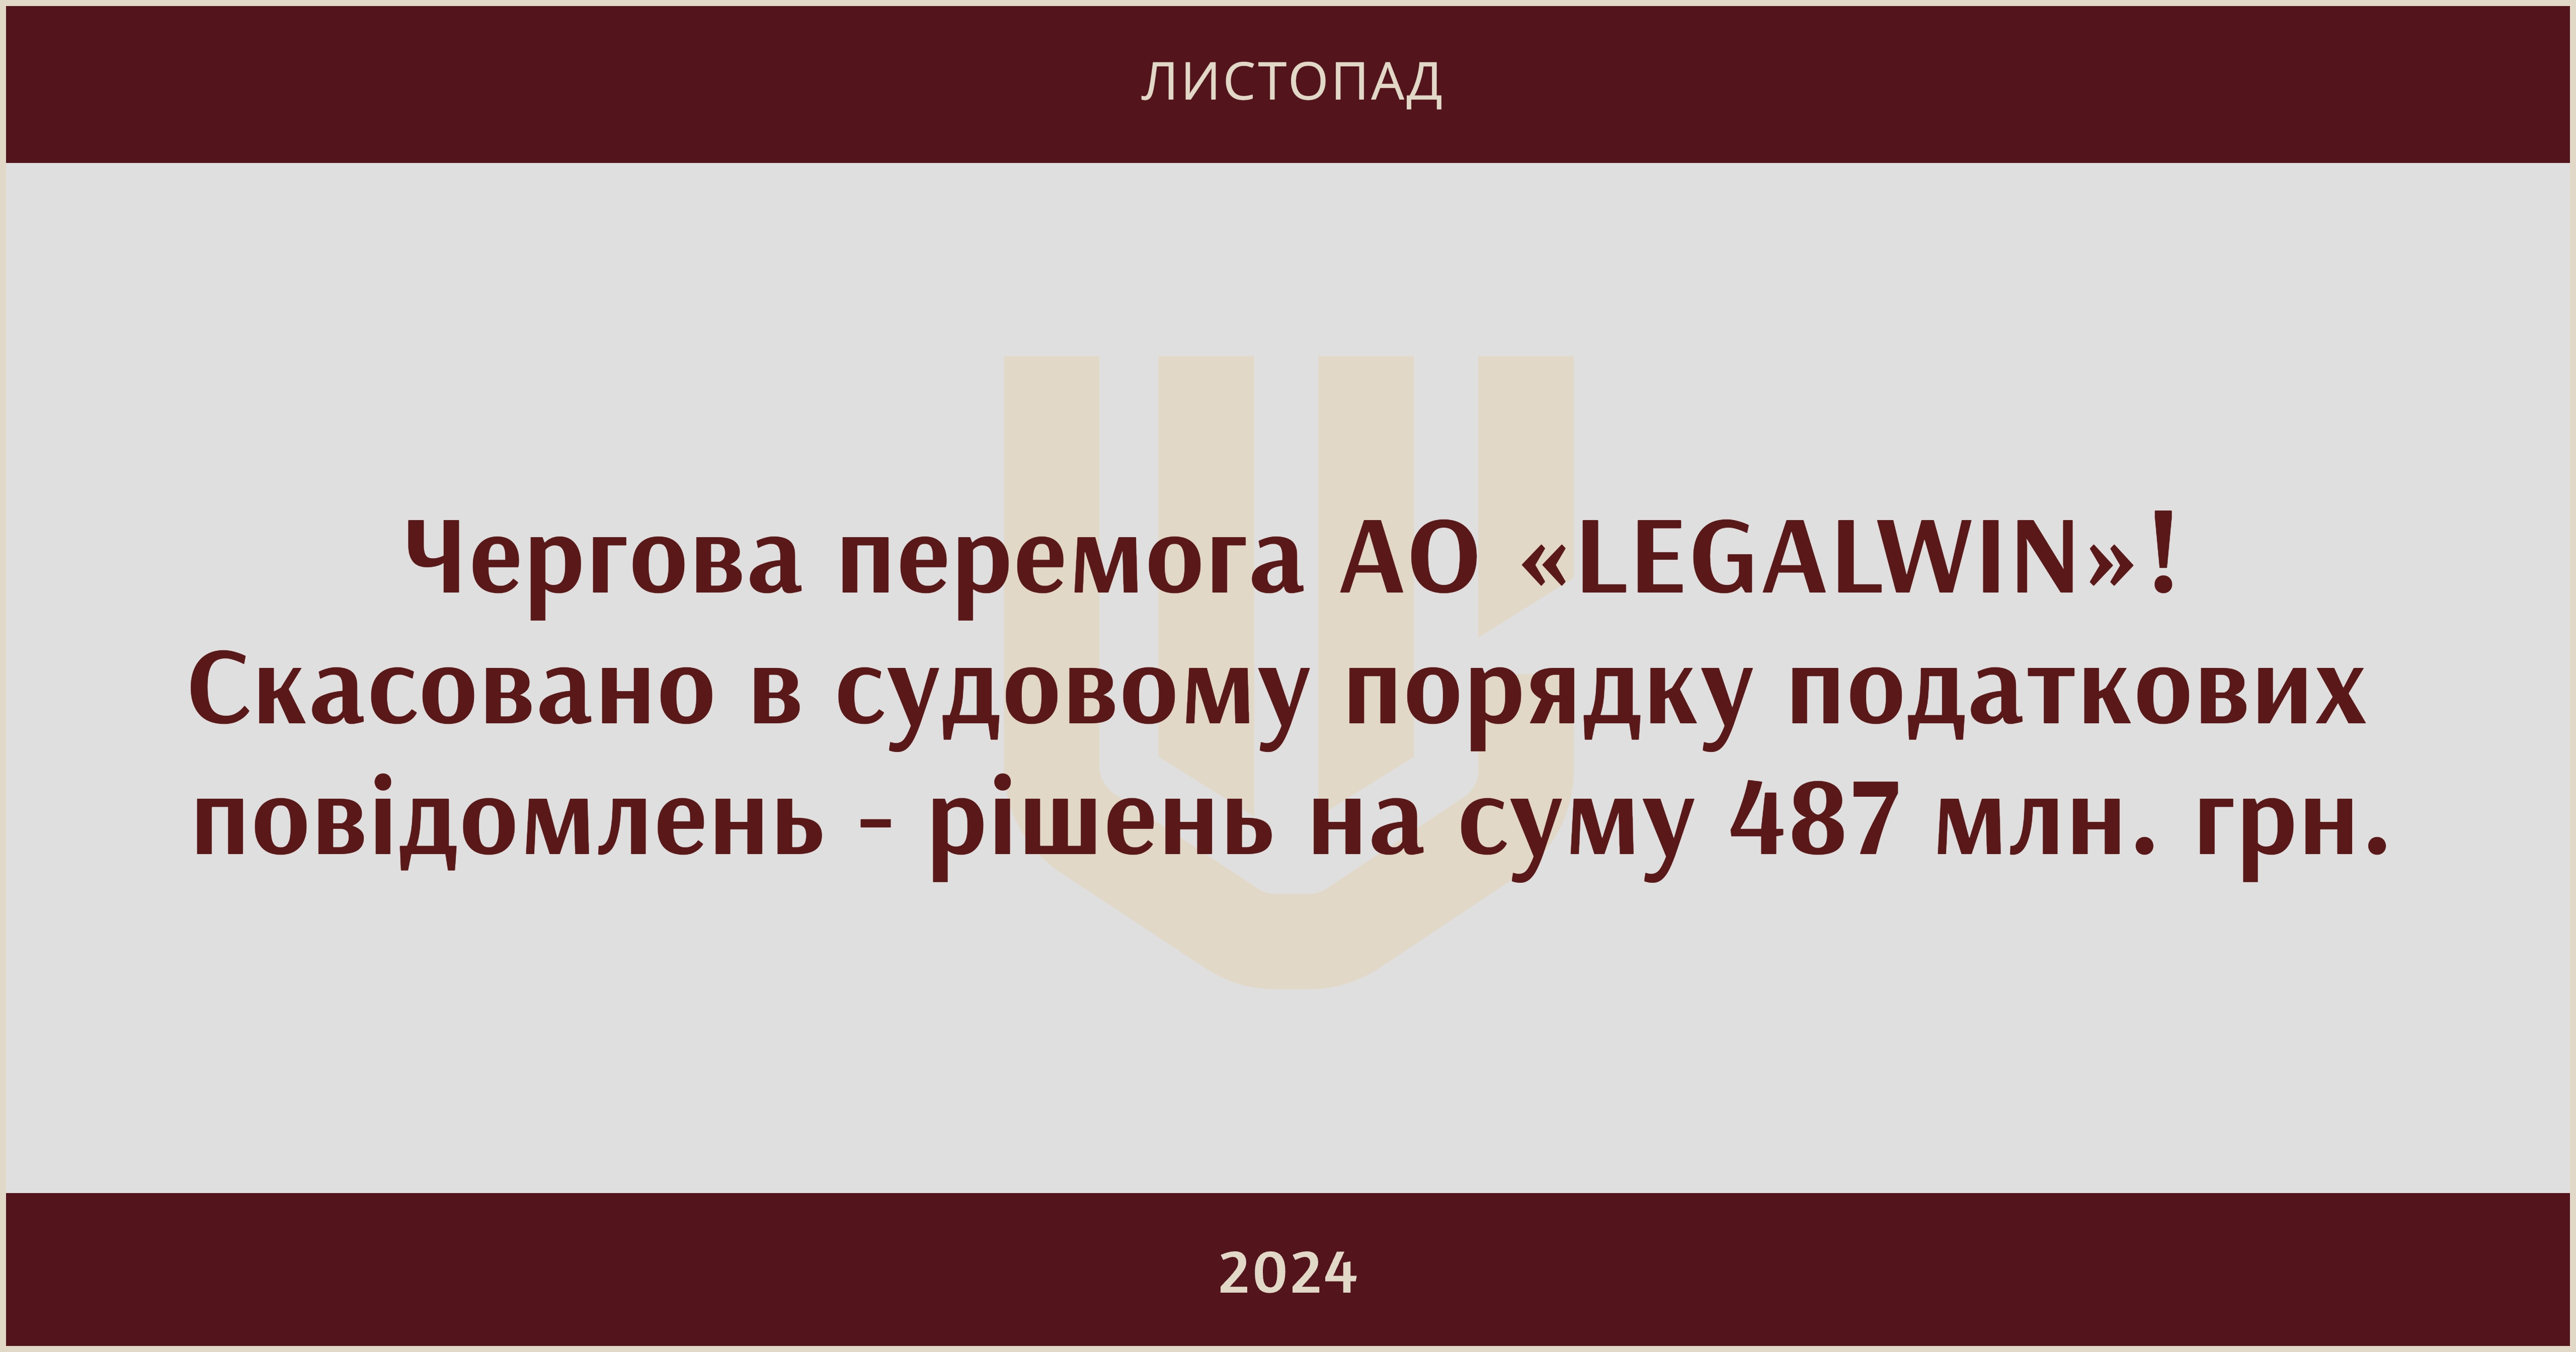 ЛИСТОПАД
Чергова перемога АО «LEGALWIN»!
Скасовано в судовому порядку податкових
повідомлень - рішень на суму 487 млн. грн.
2024